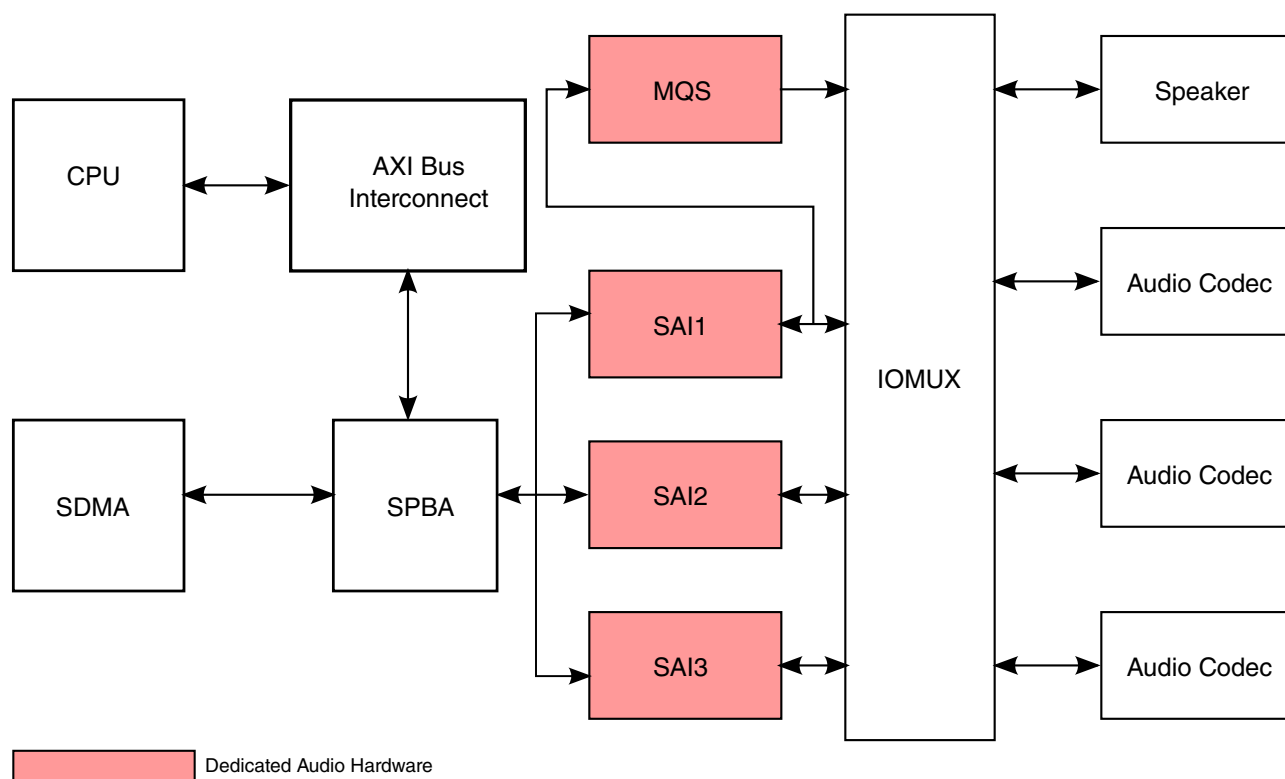 MQS
Speaker
CPU
AXI Bus
Interconnect
SAI1
Audio Codec
IOMUX
SDMA
SPBA
SAI2
Audio Codec
SAI3
Audio Codec
Dedicated Audio Hardware